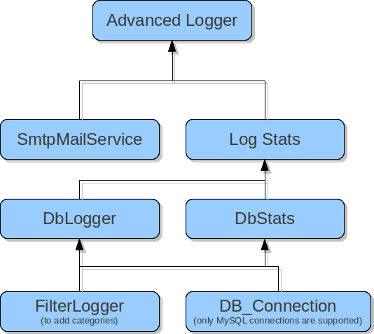 Advanced Logger
SmtpMailService
Log Stats
DbLogger
DbStats
FilterLogger
(to add categories)
DB_Connection
(only MySQL connections are supported)